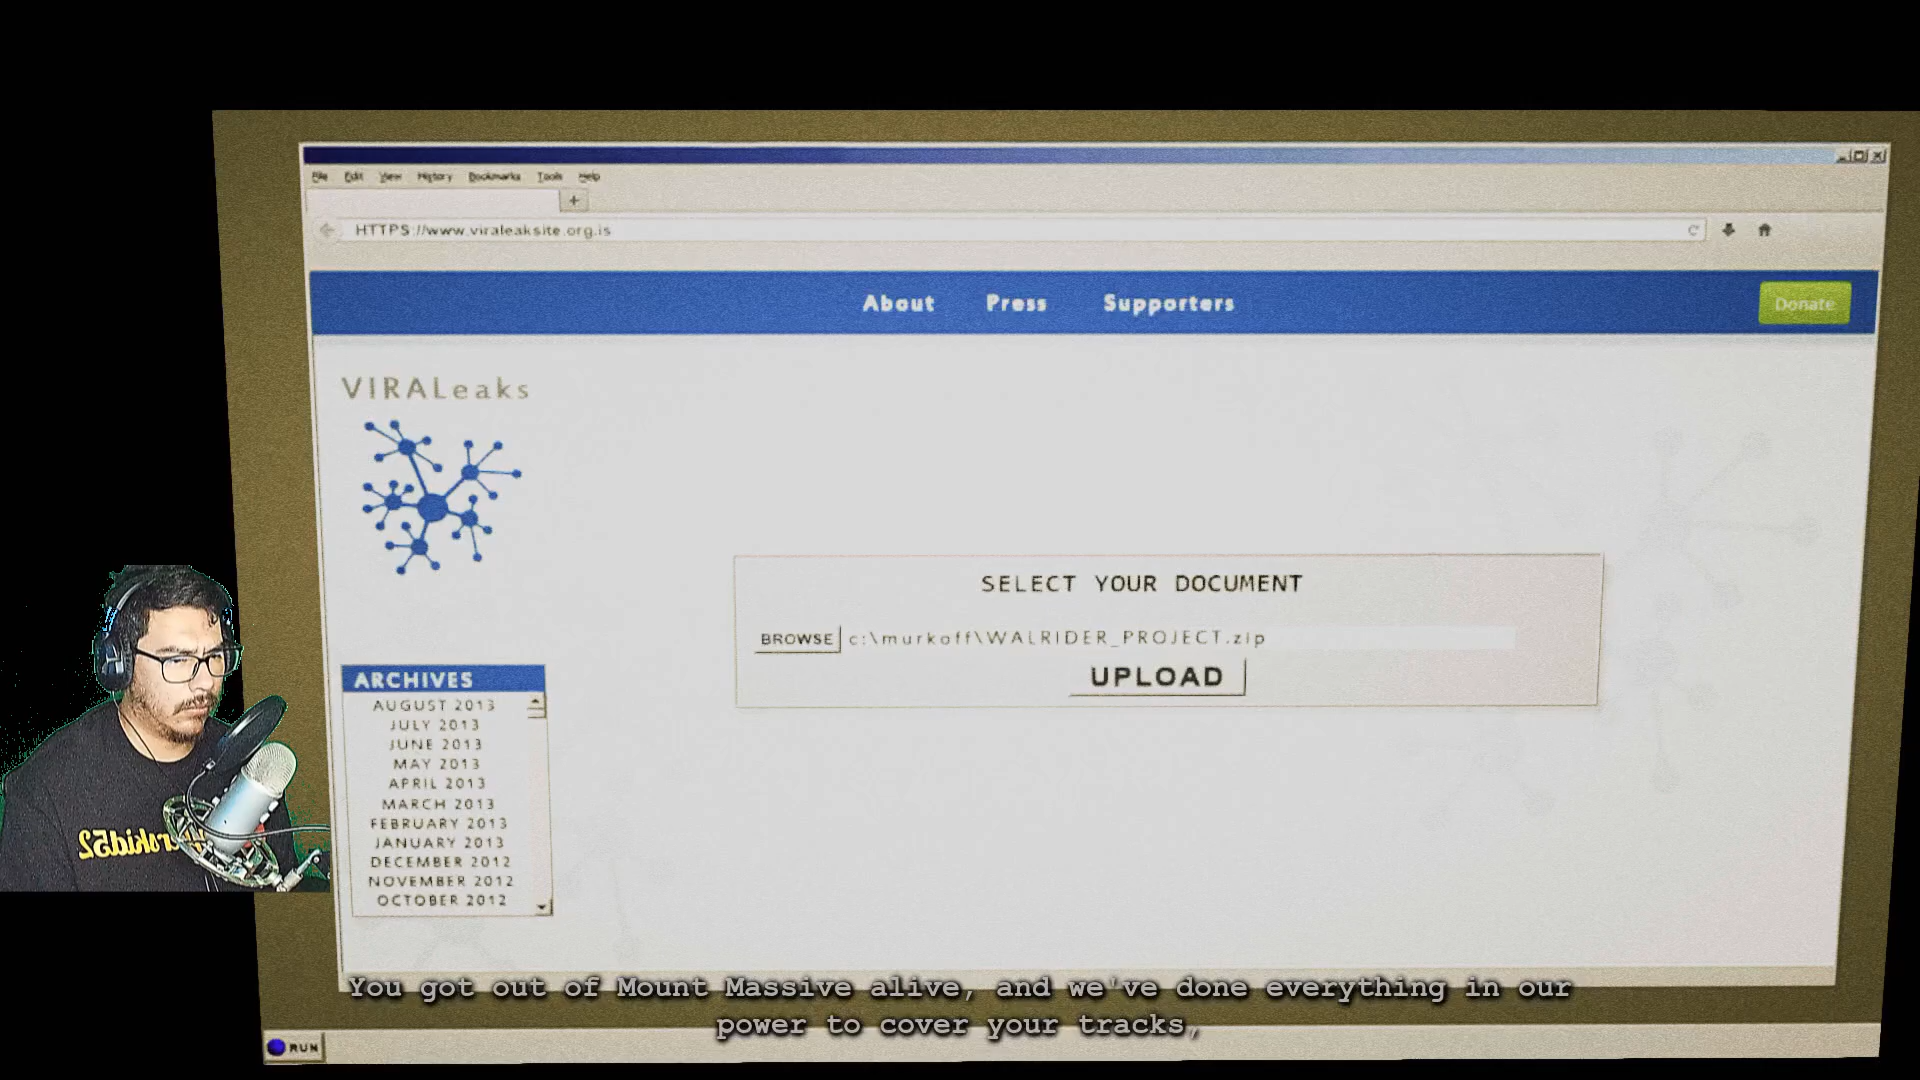 File Edit View History Bookmarks Tools Help
+
HTTPS://www.viraleaksite.org.is
About Press Supporters Donate
VIRALeaks
SELECT YOUR DOCUMENT
BROWSE c:\murkoff\WALRIDER_PROJECT.zip
UPLOAD
ARCHIVES
AUGUST 2013
JULY 2013
JUNE 2013
MAY 2013
APRIL 2013
MARCH 2013
FEBRUARY 2013
JANUARY 2013
DECEMBER 2012
NOVEMBER 2012
OCTOBER 2012
You got out of Mount Massive alive, and we've done everything in our
power to cover your tracks,
RUN